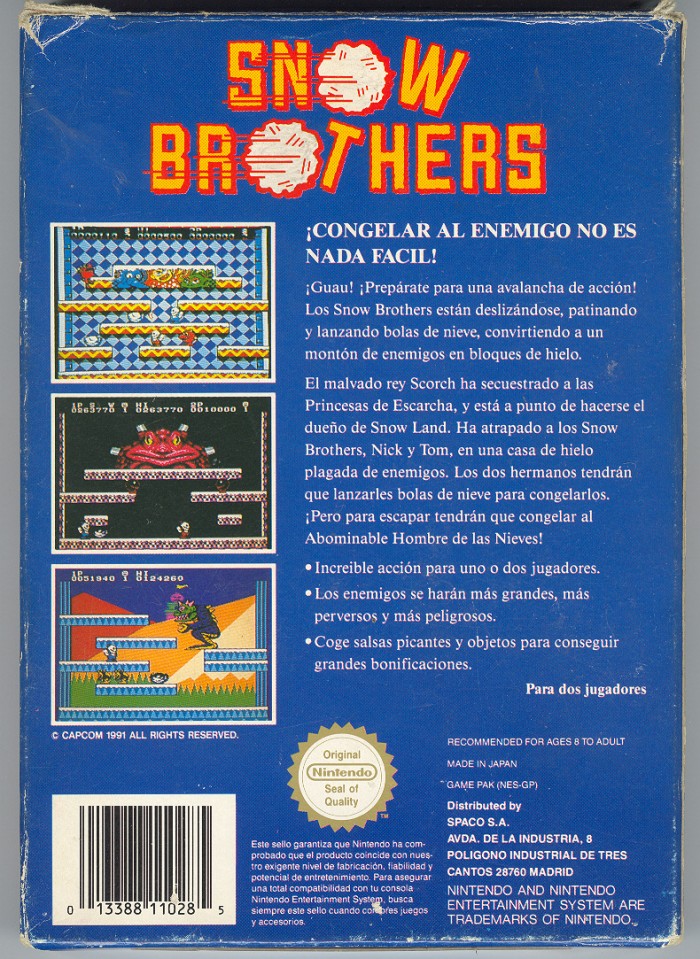 SNOW
BROTHERS
¡CONGELAR AL ENEMIGO NO ES
NADA FACIL!
¡Guau! ¡Prepárate para una avalancha de acción!
Los Snow Brothers están deslizándose, patinando
y lanzando bolas de nieve, convirtiendo a un
montón de enemigos en bloques de hielo.
El malvado rey Scorch ha secuestrado a las
Princesas de Escarcha, y está a punto de hacerse el
dueño de Snow Land. Ha atrapado a los Snow
Brothers, Nick y Tom, en una casa de hielo
plagada de enemigos. Los dos hermanos tendrán
que lanzarles bolas de nieve para congelarlos.
¡Pero para escapar tendrán que congelar al
Abominable Hombre de las Nieves!
• Increible acción para uno o dos jugadores.
• Los enemigos se harán más grandes, más
perversos y más peligrosos.
• Coge salsas picantes y objetos para conseguir
grandes bonificaciones.
Para dos jugadores
0263770 1 0263770 0010000 1
1P HI
0051940 1 0124260
© CAPCOM 1991 ALL RIGHTS RESERVED.
Original
Nintendo
Seal of
Quality
TM
Este sello garantiza que Nintendo ha com-
probado que el producto coincide con nues-
tro exigente nivel de fabricación, fiabilidad y
potencial de entretenimiento. Para asegurar
una total compatibilidad con tu consola
Nintendo Entertainment System, busca
siempre este sello cuando compres juegos
y accesorios.
RECOMMENDED FOR AGES 8 TO ADULT
MADE IN JAPAN
GAME PAK (NES-GP)
Distributed by
SPACO S.A.
AVDA. DE LA INDUSTRIA, 8
POLIGONO INDUSTRIAL DE TRES
CANTOS 28760 MADRID
NINTENDO AND NINTENDO
ENTERTAINMENT SYSTEM ARE
TRADEMARKS OF NINTENDO.
0 13388 11028 5